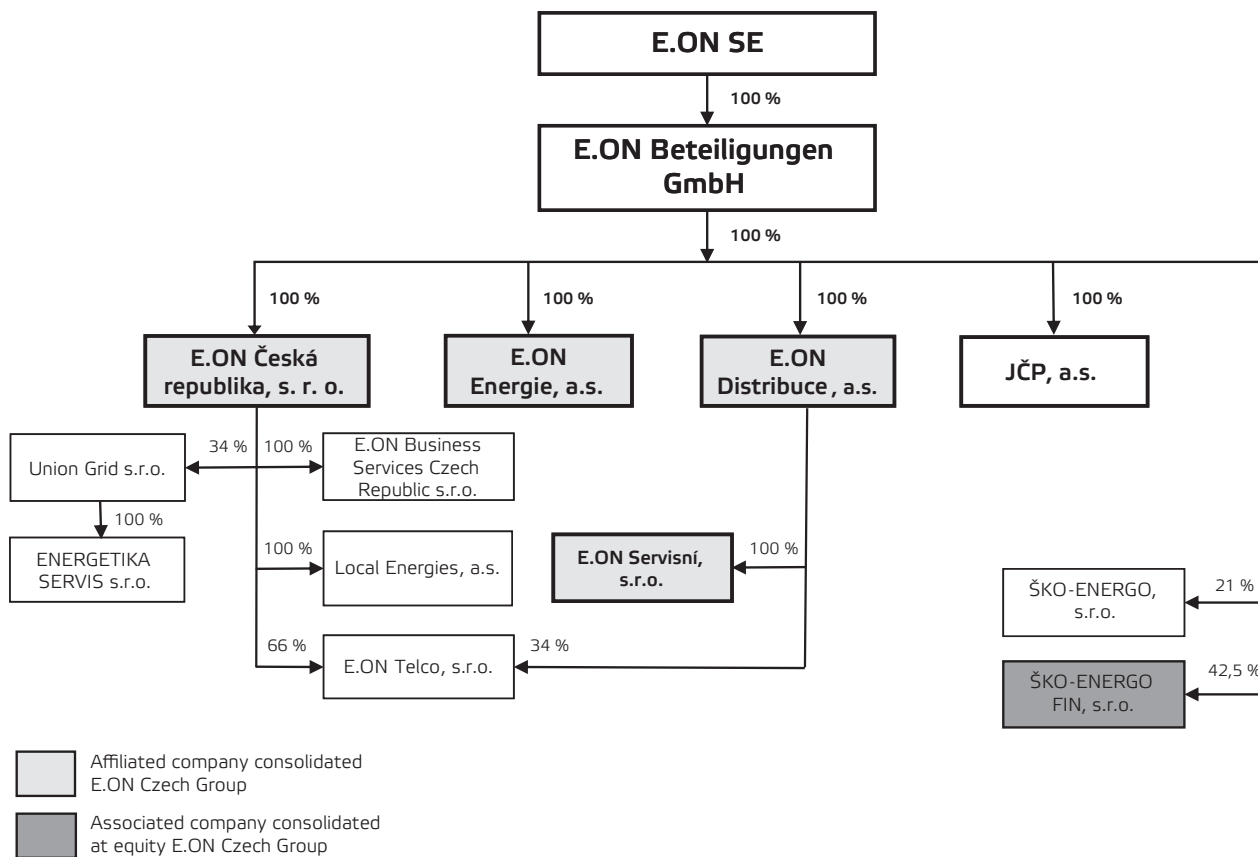 E.ON SE
100 %
E.ON Beteiligungen
GmbH
100 %
100 %
100 %
100 %
100 %
E.ON Česká
republika, s. r. o.
E.ON
Energie, a.s.
E.ON
Distribuce , a.s.
JČP, a.s.
Union Grid s.r.o.
34 %
100 %
E.ON Business
Services Czech
Republic s.r.o.
100 %
ENERGETIKA
SERVIS s.r.o.
100 %
Local Energies, a.s.
E.ON Servisní,
s.r.o.
100 %
ŠKO-ENERGO,
s.r.o.
21 %
66 %
E.ON Telco, s.r.o.
34 %
ŠKO-ENERGO
FIN, s.r.o.
42,5 %
Affiliated company consolidated
E.ON Czech Group
Associated company consolidated
at equity E.ON Czech Group